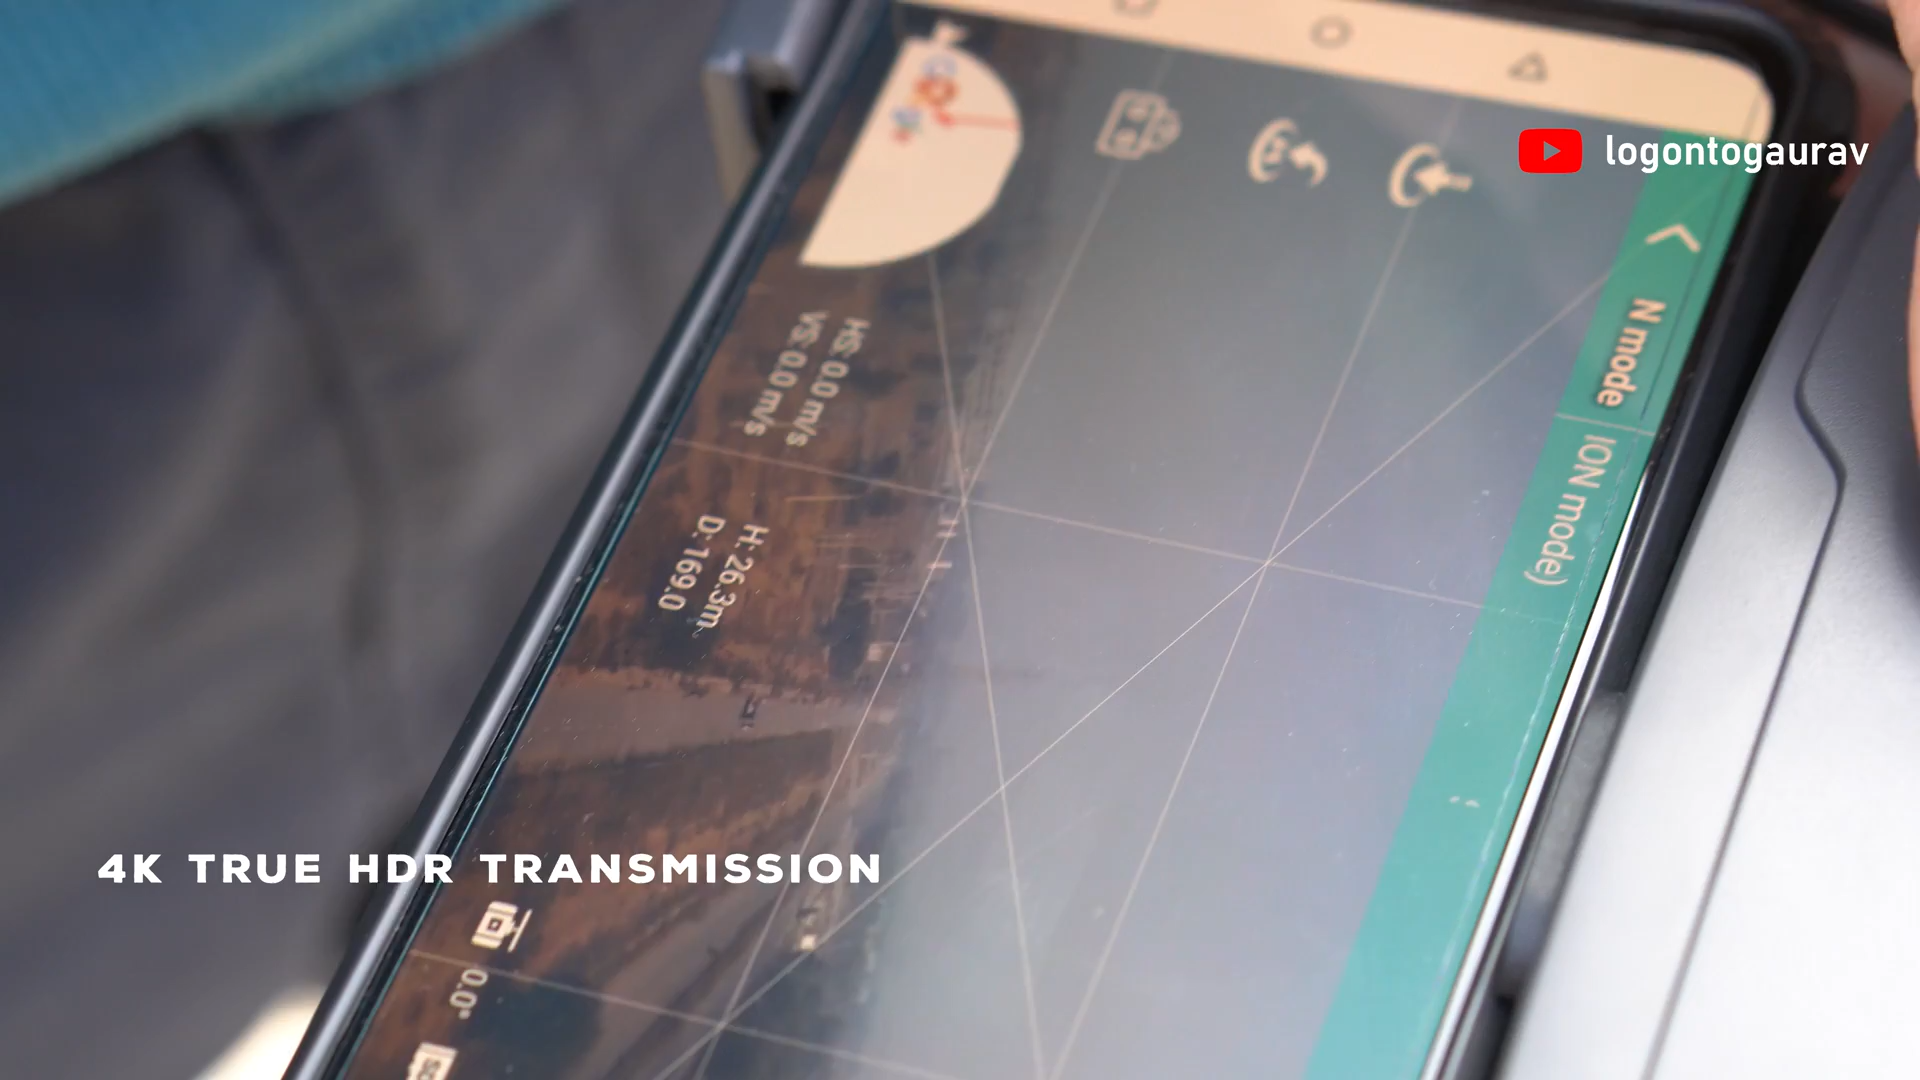 logontogaurav
N mode
ION mode)
HS: 0.0 m/s
VS: 0.0 m/s
H: 26.3m
D: 169.0
4K TRUE HDR TRANSMISSION
0.0°